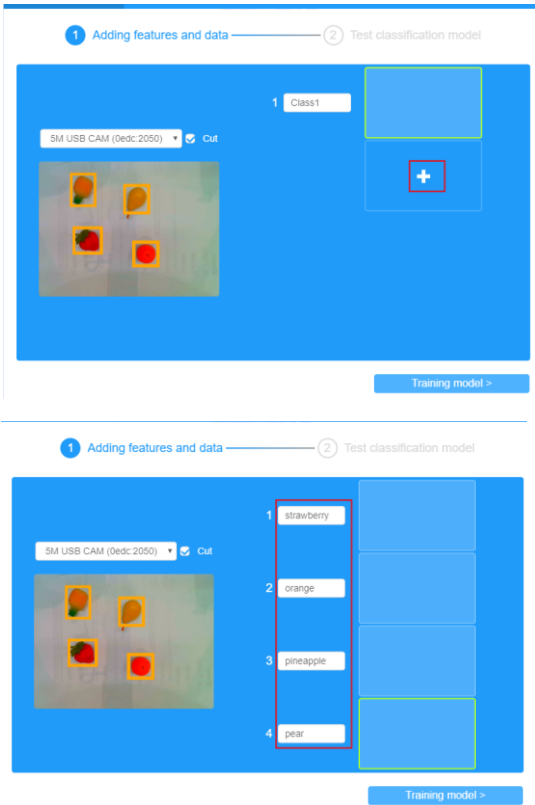 1 Adding features and data 2 Test classification model
1 Class1
5M USB CAM (0edc:2050) Cut
Training model >
1 Adding features and data 2 Test classification model
1 strawberry
5M USB CAM (0edc:2050) Cut
2 orange
3 pineapple
4 pear
Training model >